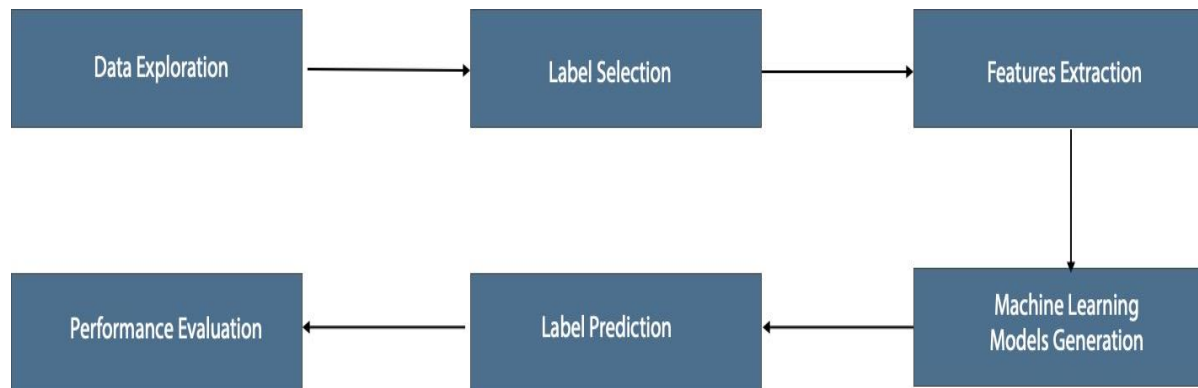 Data Exploration
Label Selection
Features Extraction
Machine Learning
Models Generation
Label Prediction
Performance Evaluation